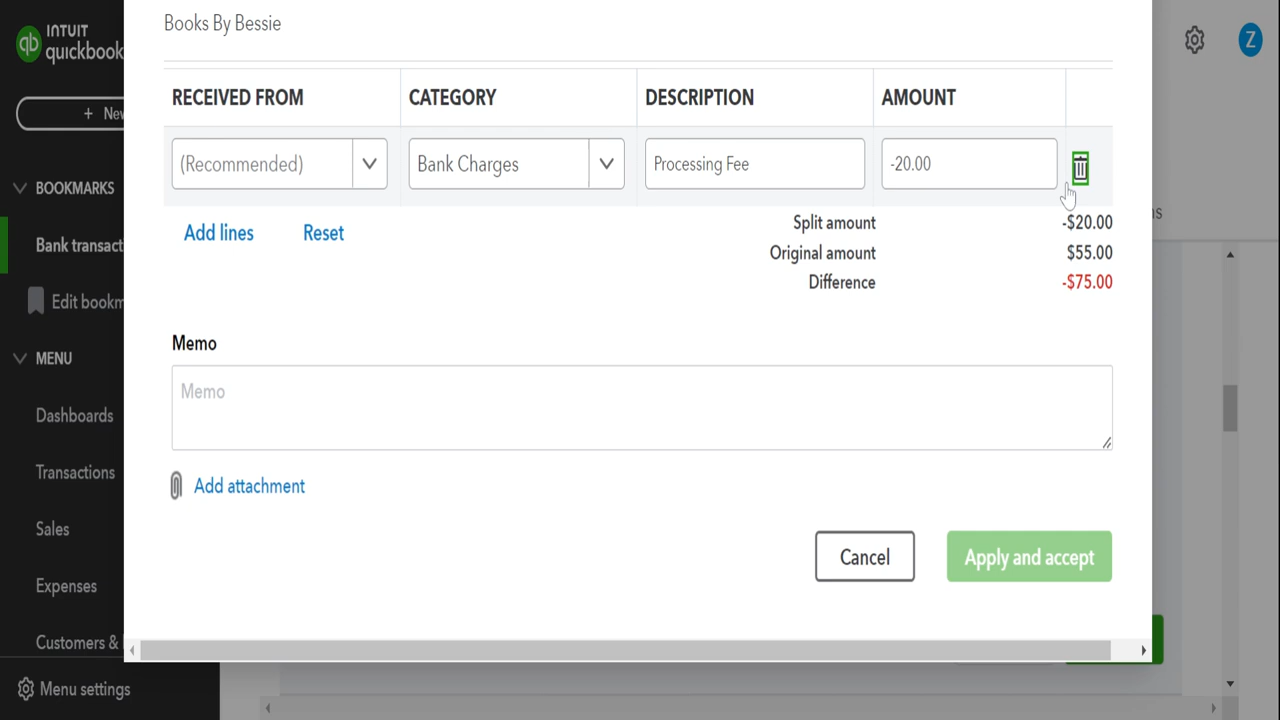 INTUIT
quickbook
qb
Z
Books By Bessie
+ New
RECEIVED FROM
CATEGORY
DESCRIPTION
AMOUNT
(Recommended)
Bank Charges
Processing Fee
-20.00
BOOKMARKS
Bank transact
Edit bookm
MENU
Dashboards
Transactions
Sales
Expenses
Customers &
Menu settings
Add lines
Reset
Split amount
-$20.00
Original amount
$55.00
Difference
-$75.00
Memo
Memo
Add attachment
Cancel
Apply and accept